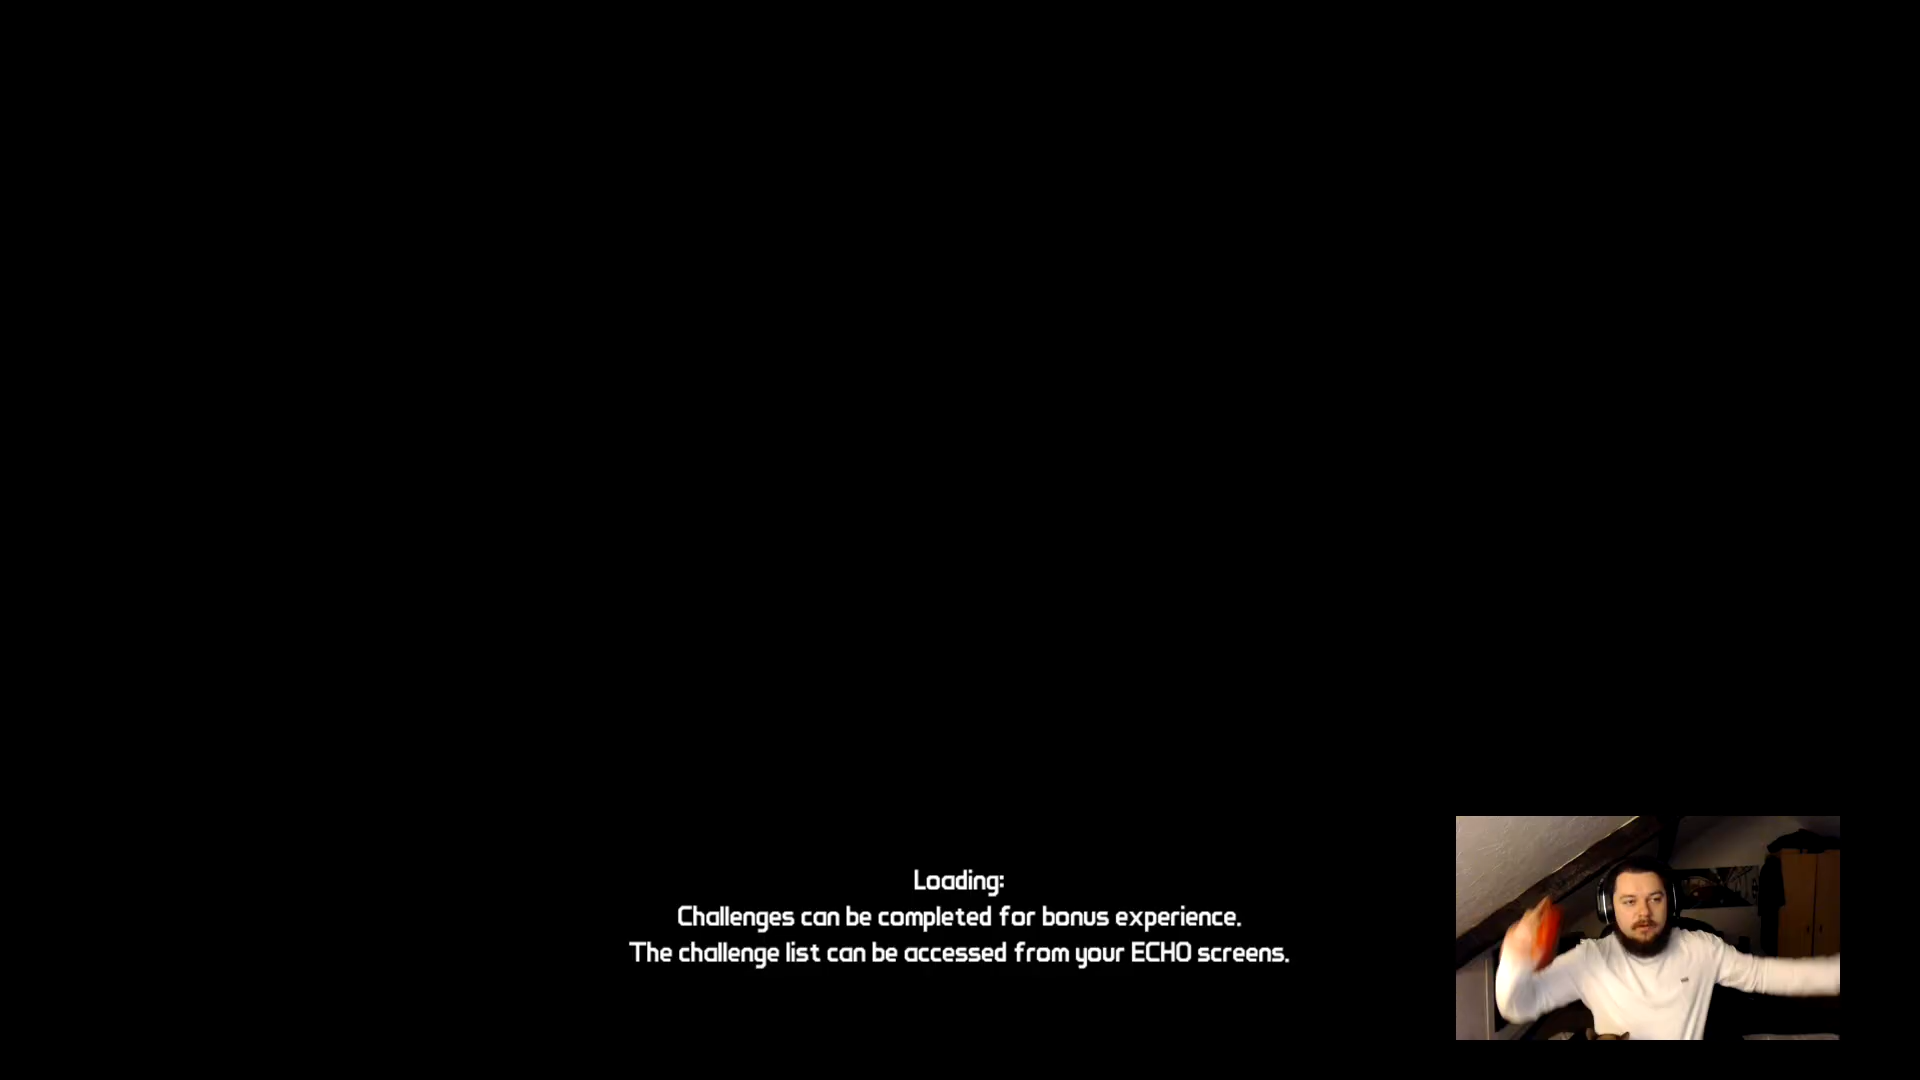 Loading:
Challenges can be completed for bonus experience.
The challenge list can be accessed from your ECHO screens.